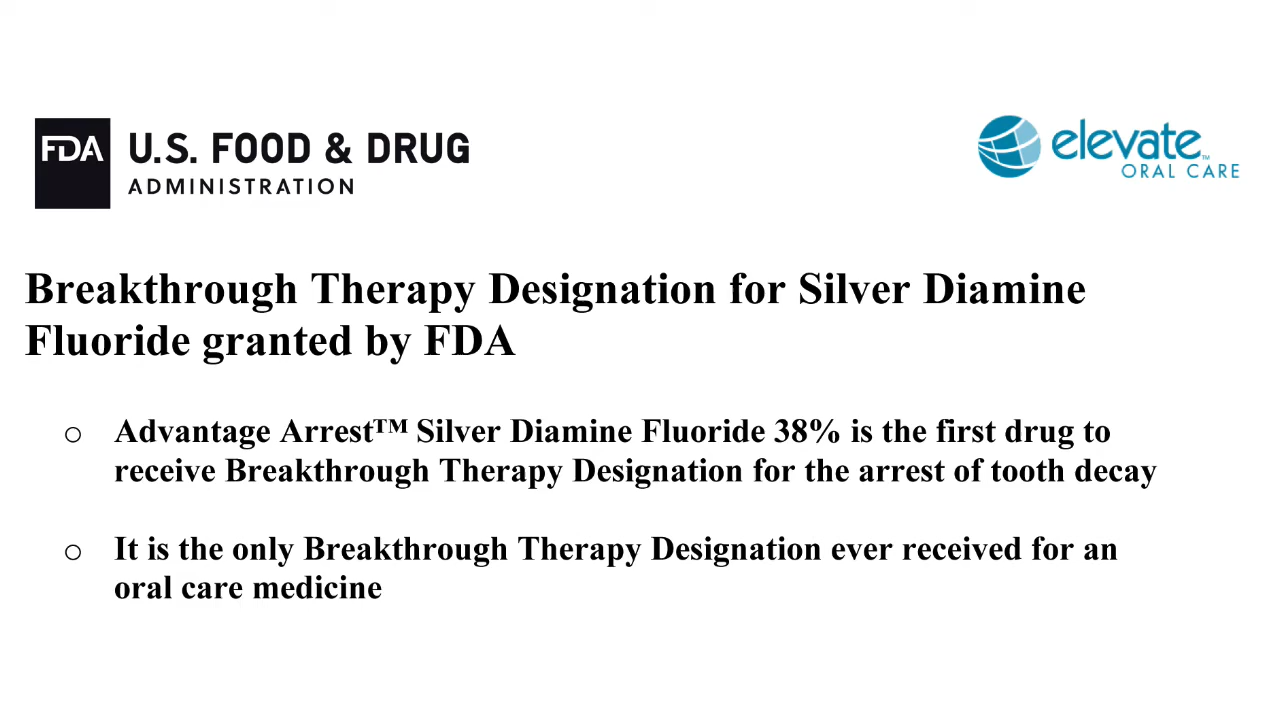 FDA U.S. FOOD & DRUG
ADMINISTRATION
elevate™
ORAL CARE
Breakthrough Therapy Designation for Silver Diamine
Fluoride granted by FDA
o Advantage Arrest™ Silver Diamine Fluoride 38% is the first drug to
receive Breakthrough Therapy Designation for the arrest of tooth decay
o It is the only Breakthrough Therapy Designation ever received for an
oral care medicine